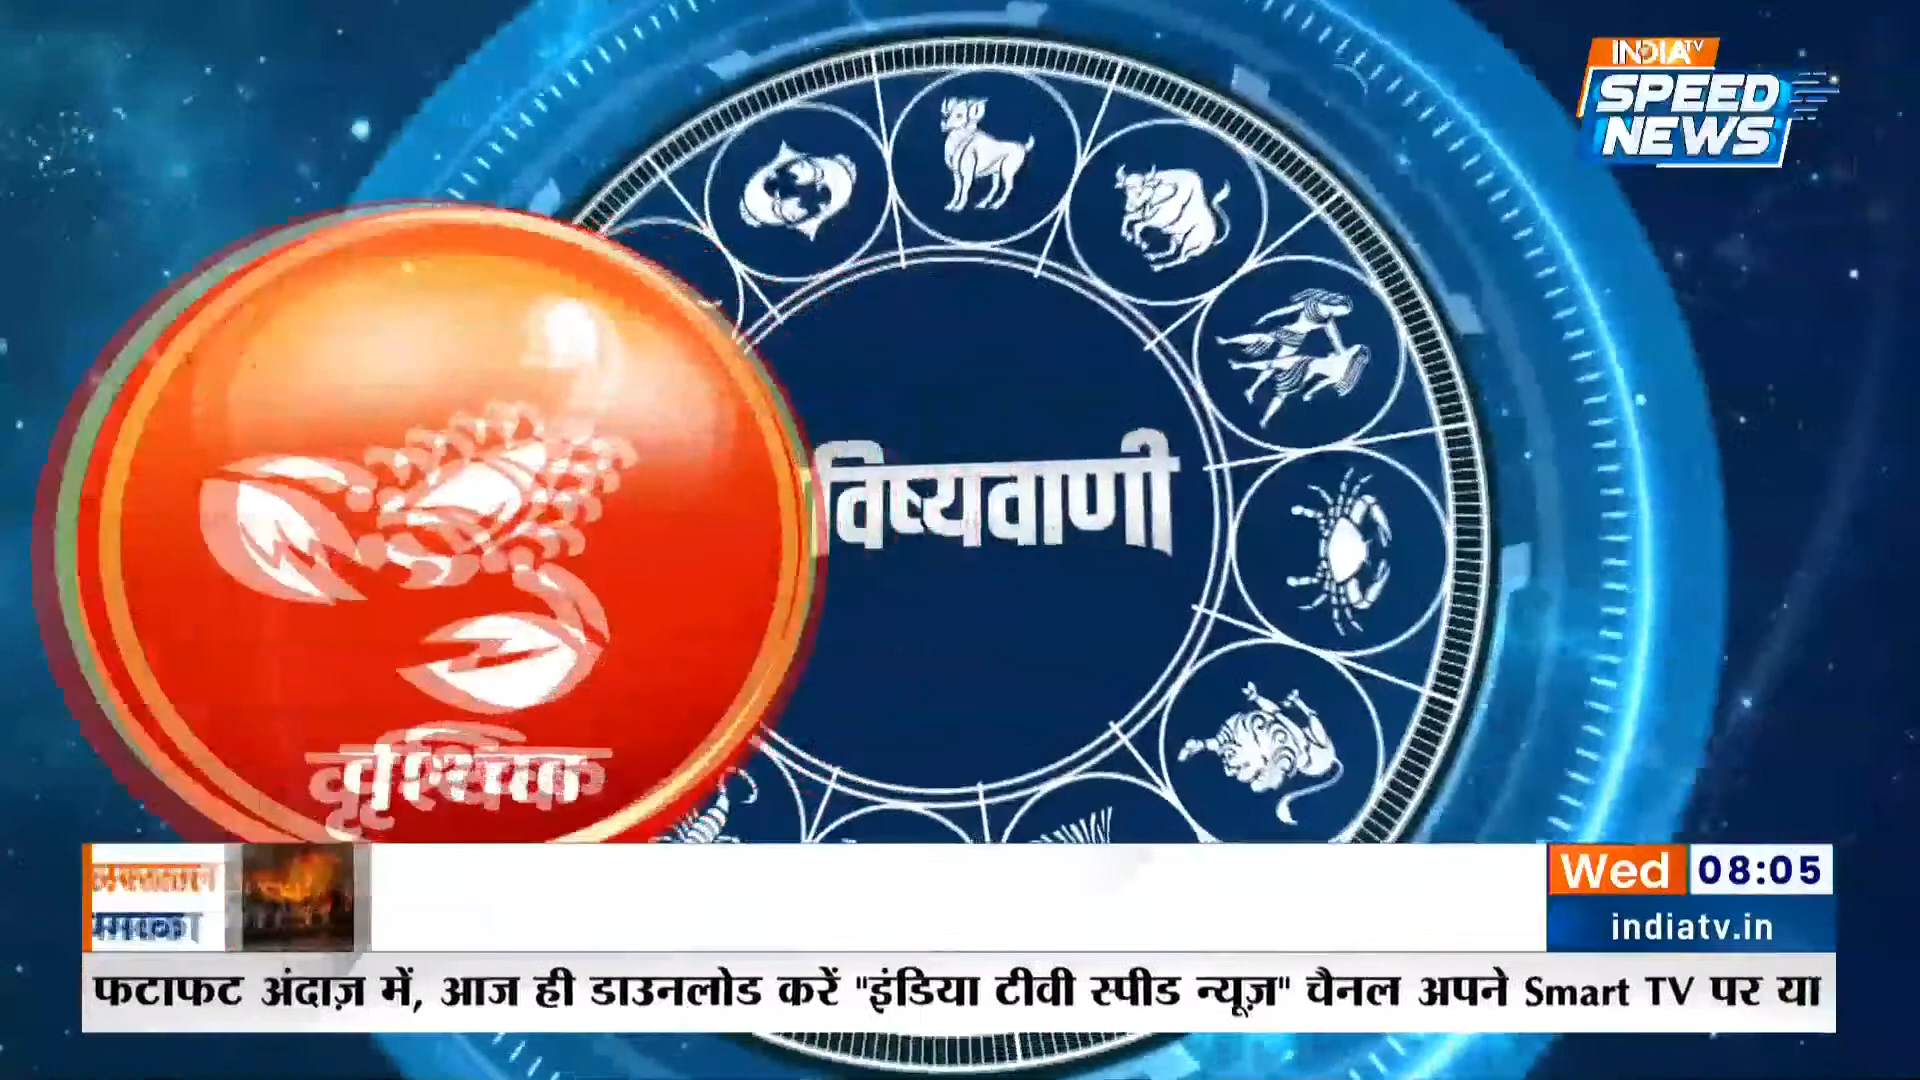 INDIA TV
SPEED
NEWS
विष्यवाणी
वृश्चिक
Wed 08:05
indiatv.in
फटाफट अंदाज़ में, आज ही डाउनलोड करें "इंडिया टीवी स्पीड न्यूज़" चैनल अपने Smart TV पर या